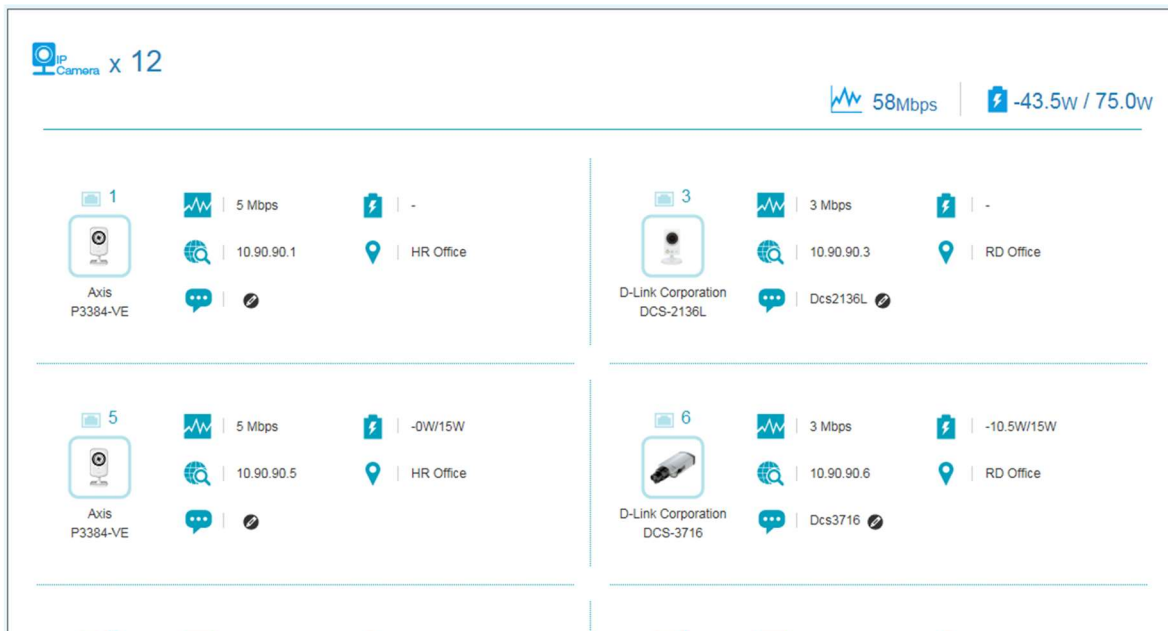 IP
Camera x 12
58Mbps -43.5W / 75.0W
1
5 Mbps -
10.90.90.1 HR Office
Axis
P3384-VE
3
3 Mbps -
10.90.90.3 RD Office
D-Link Corporation
DCS-2136L
Dcs2136L
5
5 Mbps -0W/15W
10.90.90.5 HR Office
Axis
P3384-VE
6
3 Mbps -10.5W/15W
10.90.90.6 RD Office
D-Link Corporation
DCS-3716
Dcs3716